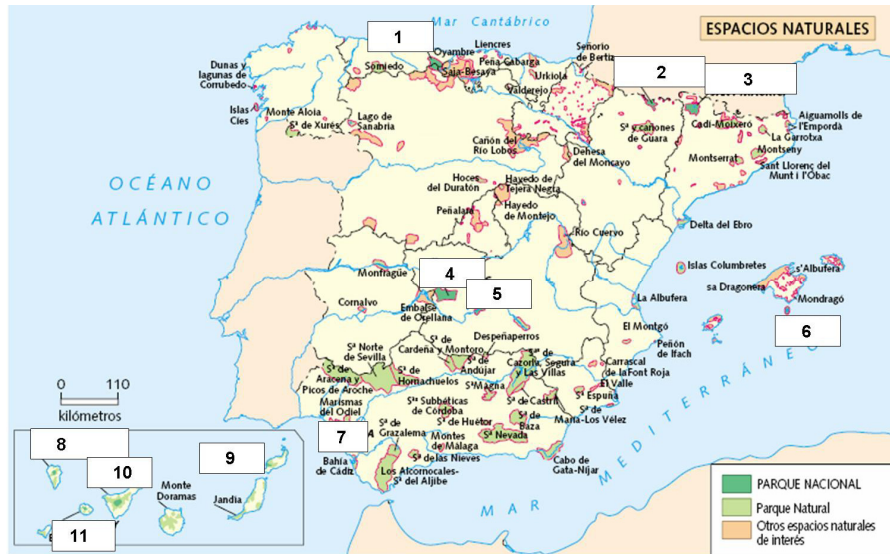 ESPACIOS NATURALES
Mar Cantábrico
1
Oyambre
Liencres
Peña Cabarga
Somiedo
Saja-Besaya
Urkiola
Valderejo
Señorío de Bertiz
2
3
Dunas y
lagunas de
Corrubedo
Islas
Cíes
Monte Aloia
Sª de Xurés
Lago de
Sanabria
Cañón del
Río Lobos
Dehesa
del Moncayo
Sª y cañones
de Guara
Cadí-Moixeró
Aiguamolls de
l'Empordà
La Garrotxa
Montseny
Montserrat
Sant Llorenç del
Munt i l'Obac
OCÉANO
ATLÁNTICO
Hoces
del Duratón
Hayedo de
Tejera Negra
Peñalara
Hayedo
de Montejo
Río Cuervo
Delta del Ebro
4
5
Monfragüe
Cornalvo
Embalse
de Orellana
Islas Columbretes
s'Albufera
sa Dragonera
Mondragó
6
La Albufera
El Montgó
Peñón
de Ifach
Carrascal
de la Font Roja
El Valle
Sª Espuña
Despeñaperros
Sª Norte
de Sevilla
Sª de
Cardeña y Montoro
Sª de
Andújar
Sªs de
Cazorla, Segura
y Las Villas
Sª de
Aracena y
Picos de Aroche
Sª de
Hornachuelos
Sª Mágina
Sª de Castril
Sª de
María-Los Vélez
Marismas
del Odiel
Sªs Subbéticas
de Córdoba
Sª de Huétor
Sª de
Baza
7
Sª de
Grazalema
Montes
de Málaga
Sª Nevada
Bahía
de Cádiz
Sª de las Nieves
Los Alcornocales-
Sª del Aljibe
Cabo de
Gata-Níjar
MAR MEDITERRÁNEO
0 110
kilómetros
8
9
10
11
Monte
Doramas
Jandía
PARQUE NACIONAL
Parque Natural
Otros espacios naturales
de interés